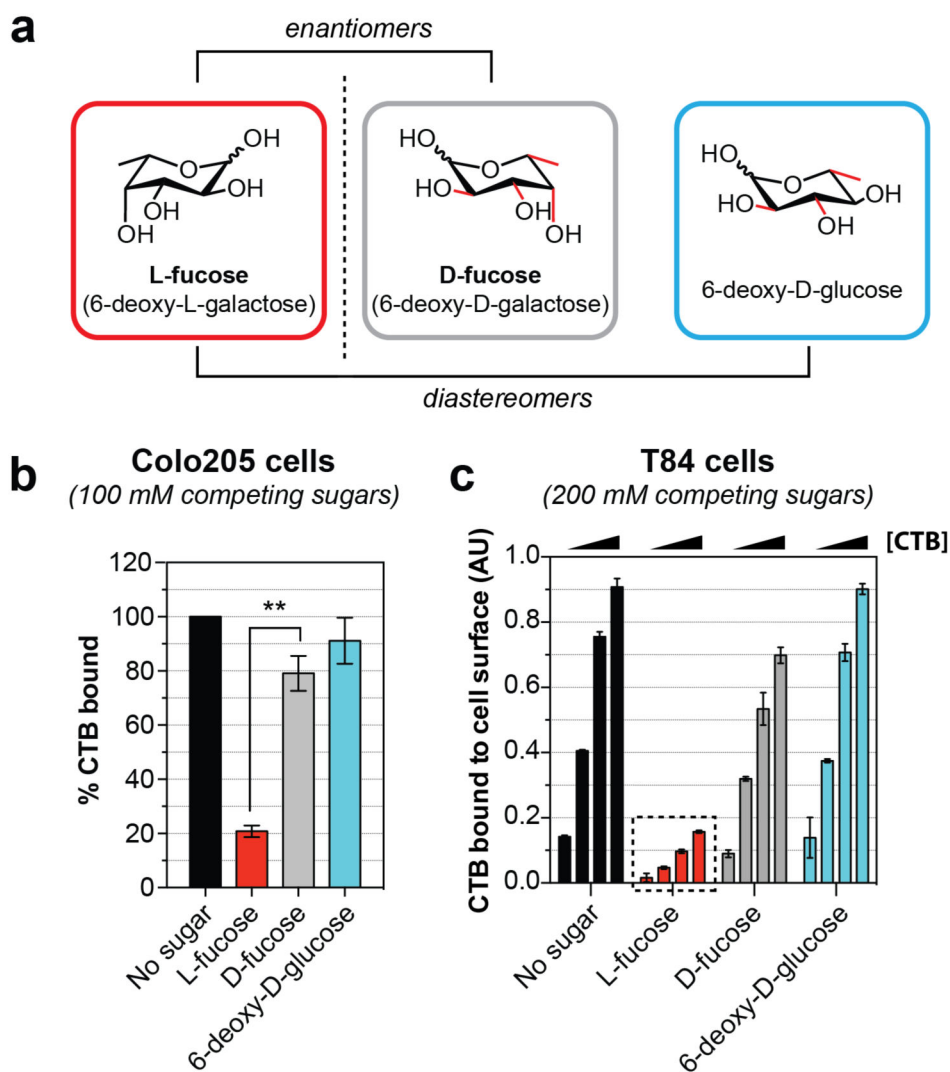 a
enantiomers
OH
O
OH
OH
OH
L-fucose
(6-deoxy-L-galactose)
HO
O
HO
OH
OH
D-fucose
(6-deoxy-D-galactose)
HO
O
HO
OH
OH
6-deoxy-D-glucose
diastereomers
b
Colo205 cells
(100 mM competing sugars)
% CTB bound
120
100
80
60
40
20
0
**
No sugar
L-fucose
D-fucose
6-deoxy-D-glucose
c
T84 cells
(200 mM competing sugars)
[CTB]
CTB bound to cell surface (AU)
1.0
0.8
0.6
0.4
0.2
0.0
No sugar
L-fucose
D-fucose
6-deoxy-D-glucose